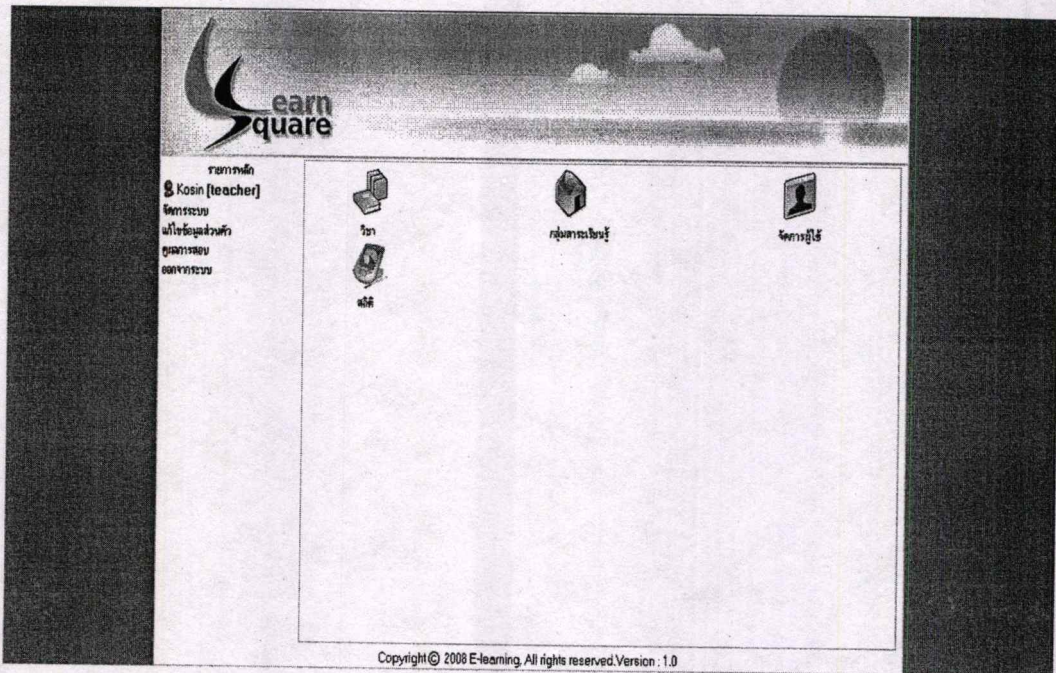 Learn
Square
รายการหลัก
Kosin [teacher]
จัดการระบบ
แก้ไขข้อมูลส่วนตัว
ดูผลการสอบ
ออกจากระบบ
วิชา
กลุ่มสาระเรียนรู้
จัดการผู้ใช้
สถิติ
Copyright© 2008 E-learning, All rights reserved.Version : 1.0